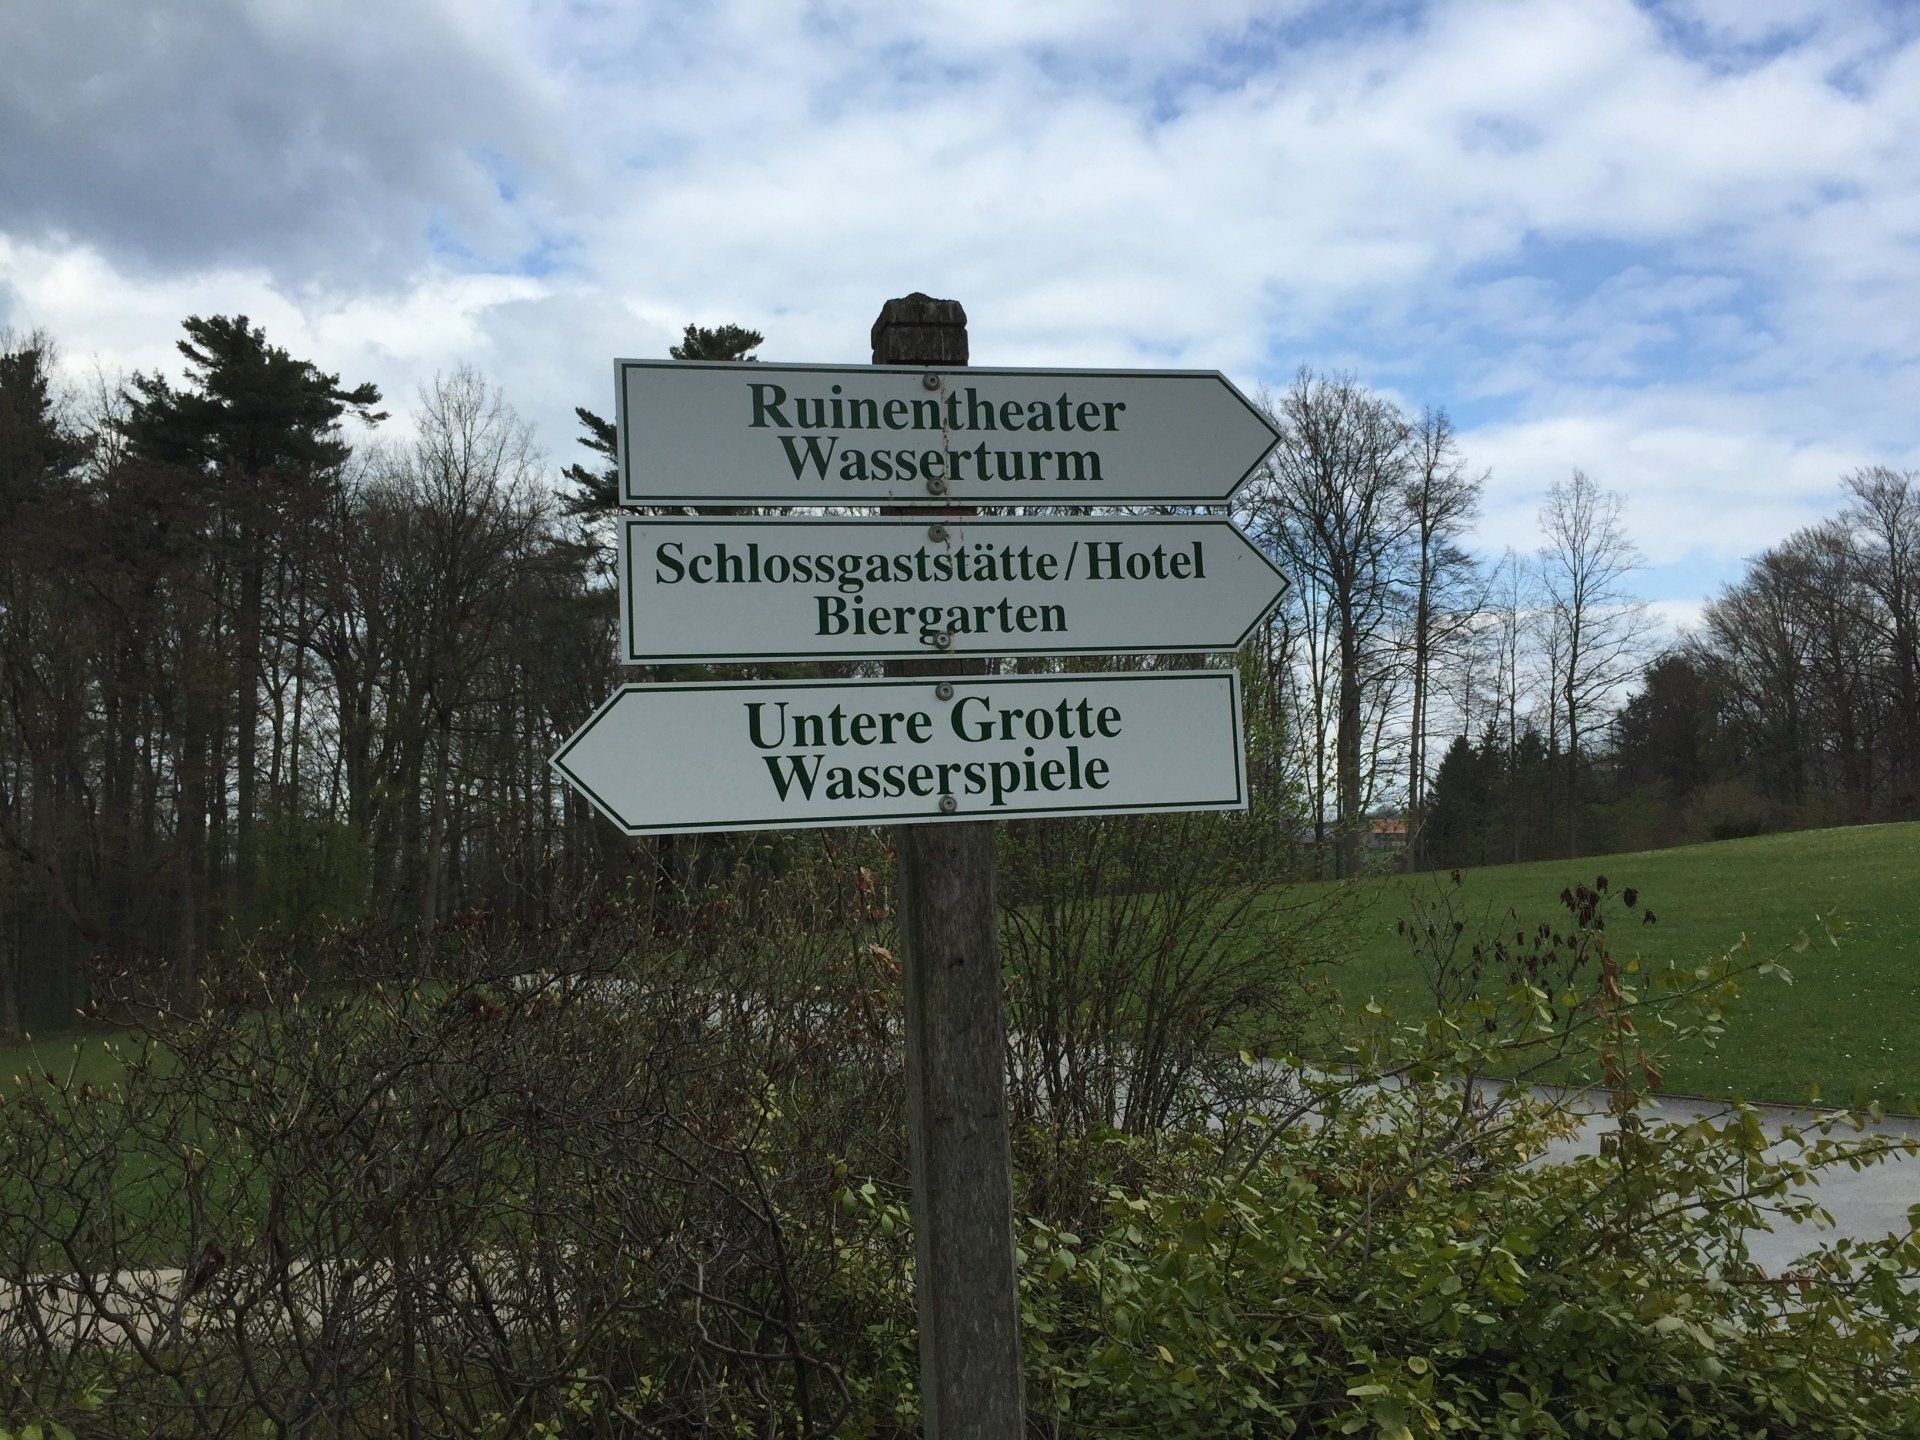 Ruinentheater
Wasserturm
Schlossgaststätte/Hotel
Biergarten
Untere Grotte
Wasserspiele